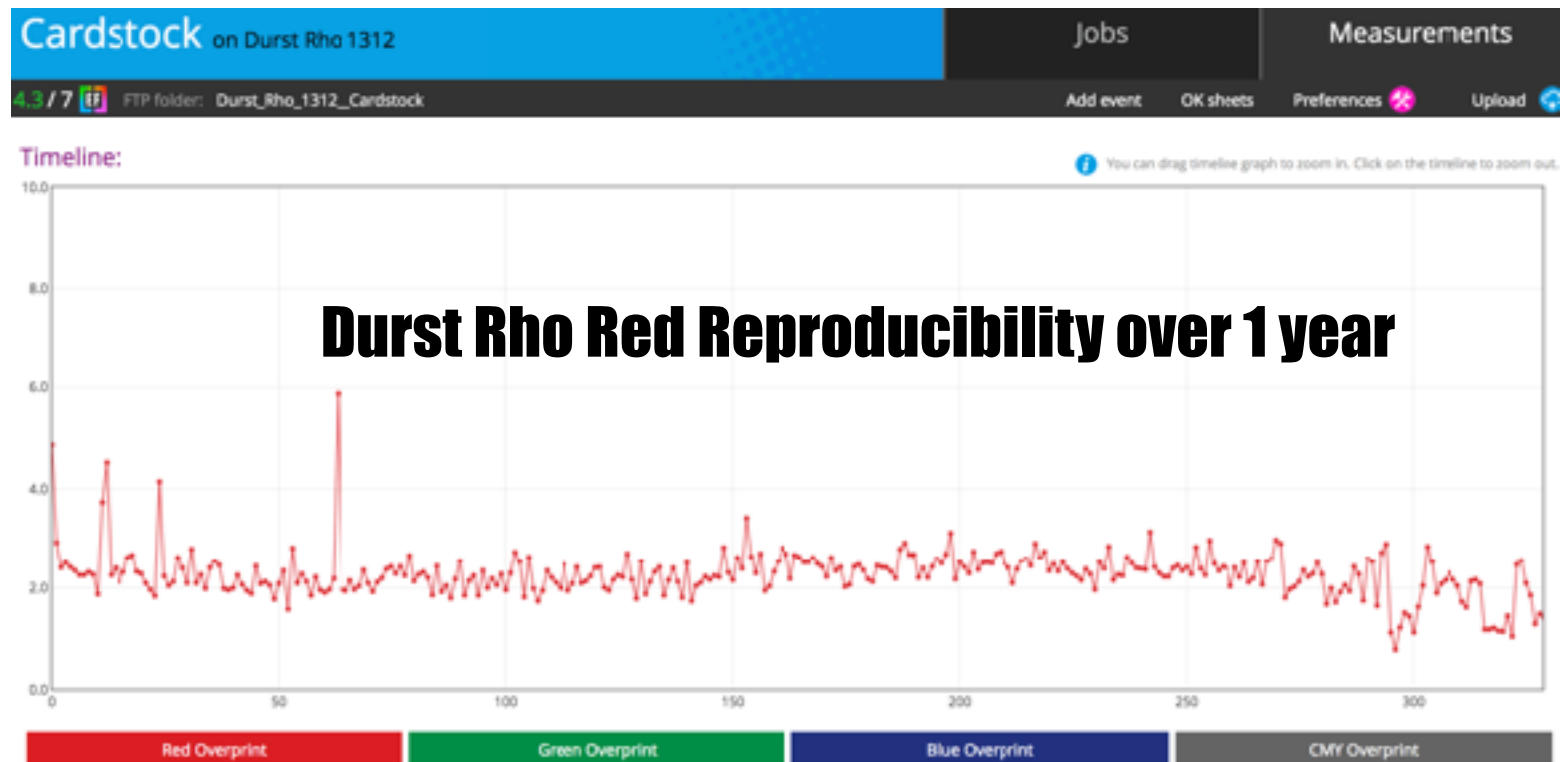 Cardstock on Durst Rho 1312
Jobs
Measurements
4.3 / 7 EF FTP folder: Durst_Rho_1312__Cardstock
Add event OK sheets Preferences Upload
Timeline:
You can drag timeline graph to zoom in. Click on the timeline to zoom out.
10.0
8.0
Durst Rho Red Reproducibility over 1 year
6.0
4.0
2.0
0.0
0 50 100 150 200 250 300
Red Overprint Green Overprint Blue Overprint CMY Overprint